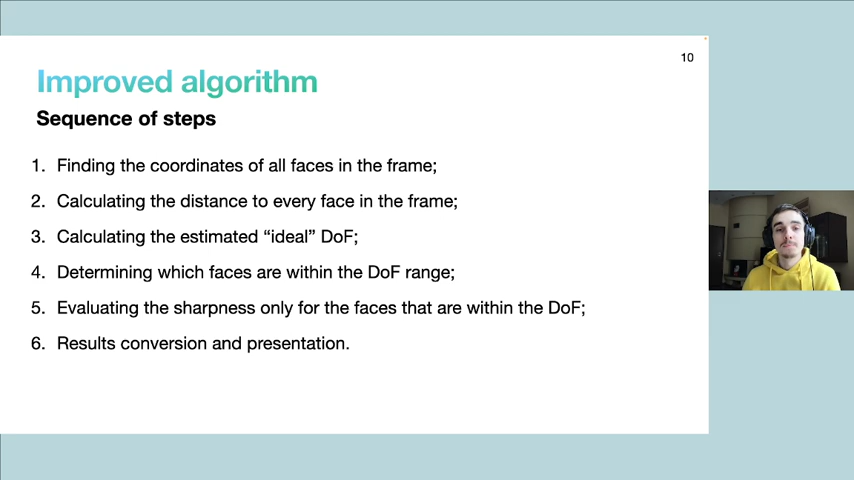 10
Improved algorithm
Sequence of steps
1. Finding the coordinates of all faces in the frame;
2. Calculating the distance to every face in the frame;
3. Calculating the estimated “ideal” DoF;
4. Determining which faces are within the DoF range;
5. Evaluating the sharpness only for the faces that are within the DoF;
6. Results conversion and presentation.